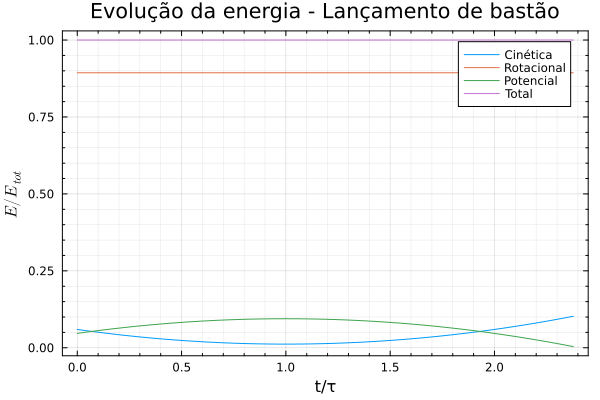 Evolução da energia - Lançamento de bastão
1.00
0.75
0.50
0.25
0.00
E/E_tot
Cinética
Rotacional
Potencial
Total
0.0 0.5 1.0 1.5 2.0
t/τ